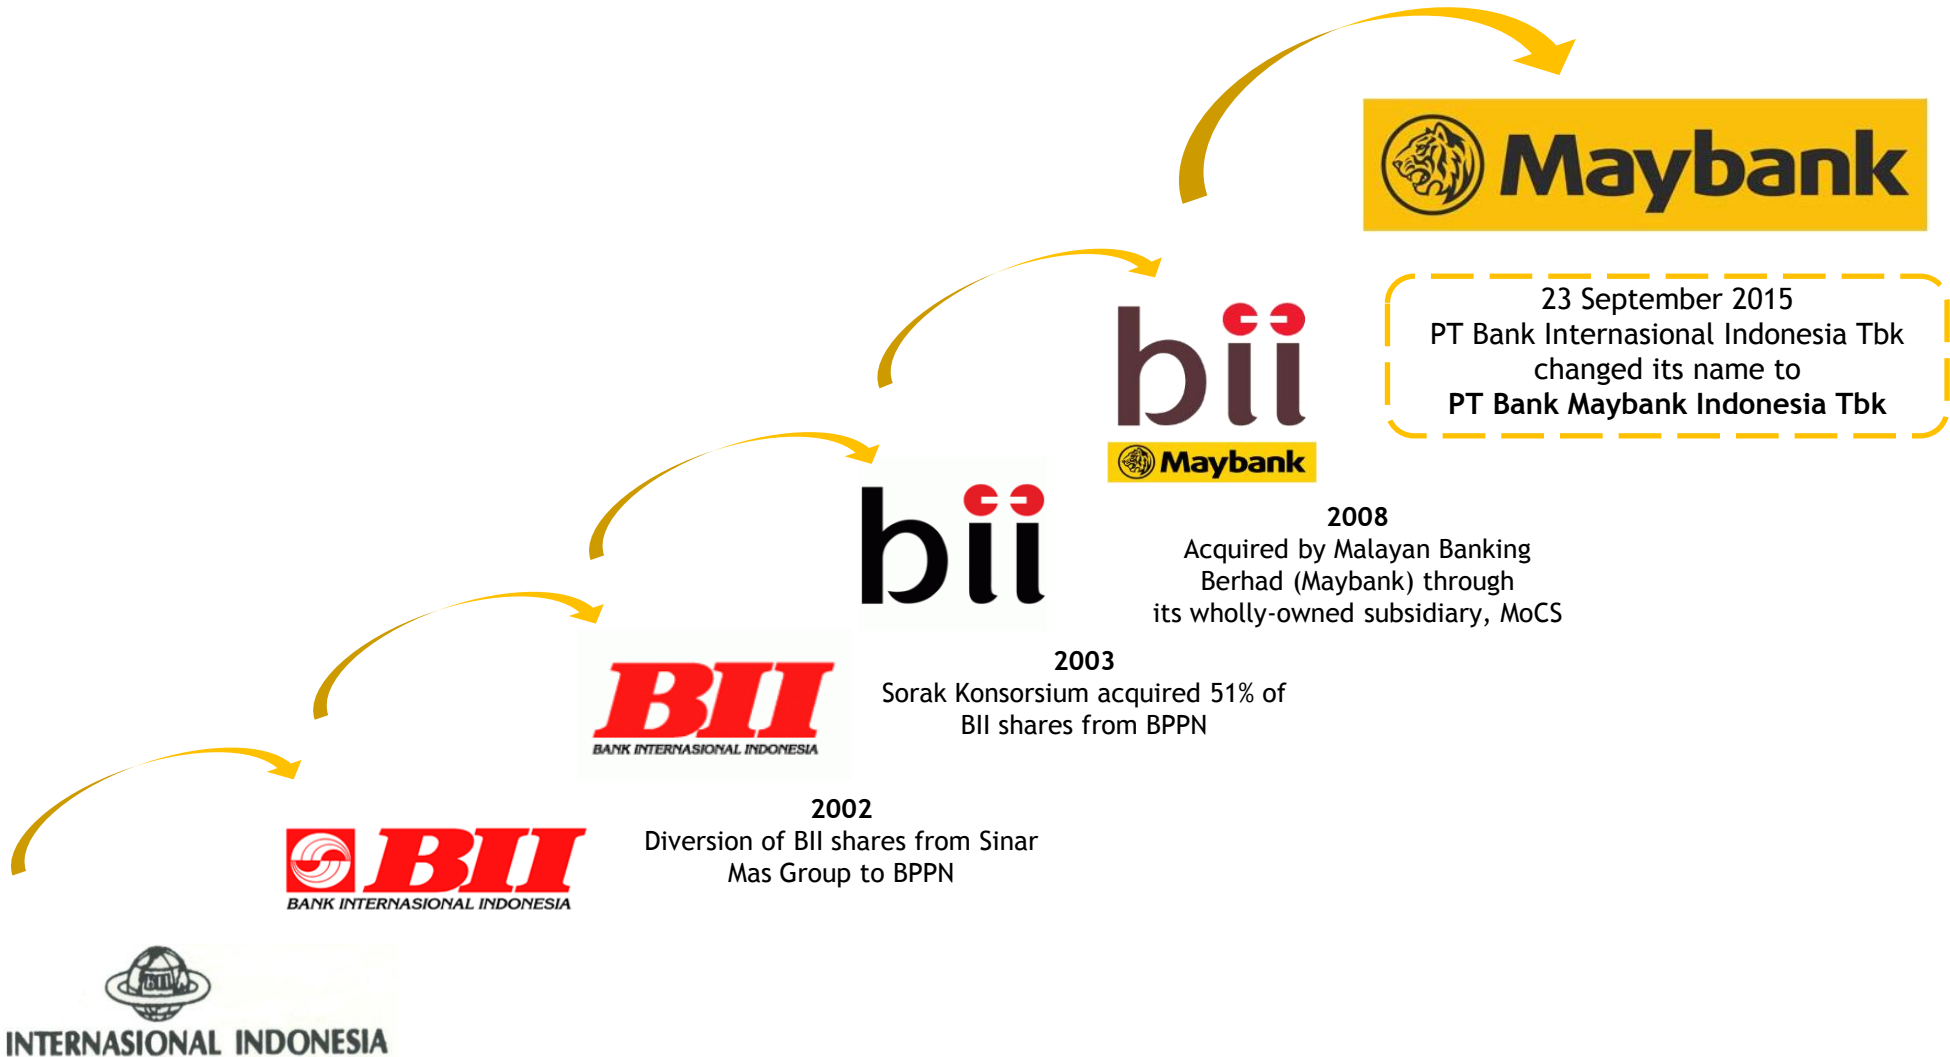 Maybank
23 September 2015
PT Bank Internasional Indonesia Tbk
changed its name to
PT Bank Maybank Indonesia Tbk
bii
Maybank
2008
Acquired by Malayan Banking
Berhad (Maybank) through
its wholly-owned subsidiary, MoCS
bii
2003
Sorak Konsorsium acquired 51% of
BII shares from BPPN
BII
BANK INTERNASIONAL INDONESIA
2002
Diversion of BII shares from Sinar
Mas Group to BPPN
BII
BANK INTERNASIONAL INDONESIA
BII
INTERNASIONAL INDONESIA